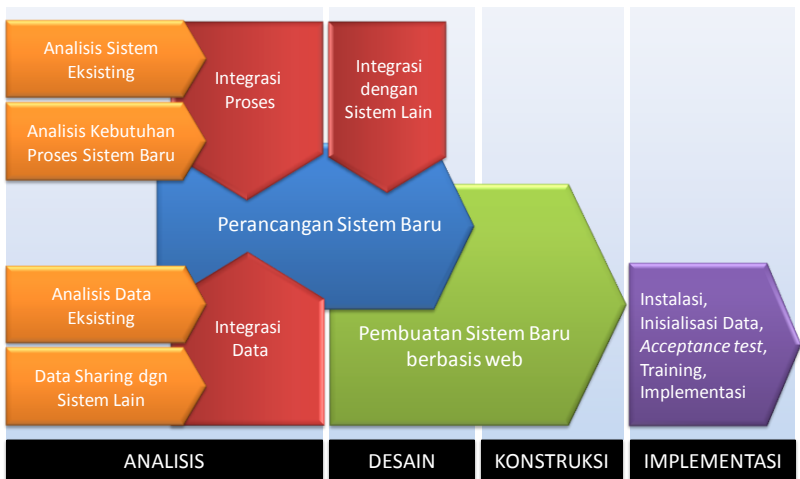 Analisis Sistem
Eksisting
Analisis Kebutuhan
Proses Sistem Baru
Integrasi
Proses
Integrasi
dengan
Sistem Lain
Perancangan Sistem Baru
Analisis Data
Eksisting
Data Sharing dgn
Sistem Lain
Integrasi
Data
Pembuatan Sistem Baru
berbasis web
Instalasi,
Inisialisasi Data,
Acceptance test,
Training,
Implementasi
ANALISIS
DESAIN
KONSTRUKSI
IMPLEMENTASI